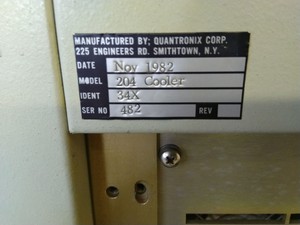 MANUFACTURED BY; QUANTRONIX CORP.
225 ENGINEERS RD. SMITHTOWN, N.Y.
DATE Nov 1982
MODEL 204 Cooler
IDENT 34X
SER NO 482 REV